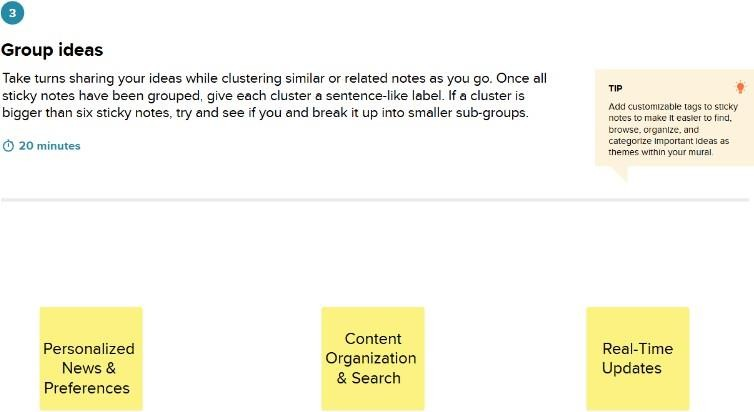 3
Group ideas
Take turns sharing your ideas while clustering similar or related notes as you go. Once all
sticky notes have been grouped, give each cluster a sentence-like label. If a cluster is
bigger than six sticky notes, try and see if you and break it up into smaller sub-groups.
20 minutes
TIP
Add customizable tags to sticky
notes to make it easier to find,
browse, organize, and
categorize important ideas as
themes within your mural.
Personalized
News &
Preferences
Content
Organization
& Search
Real-Time
Updates